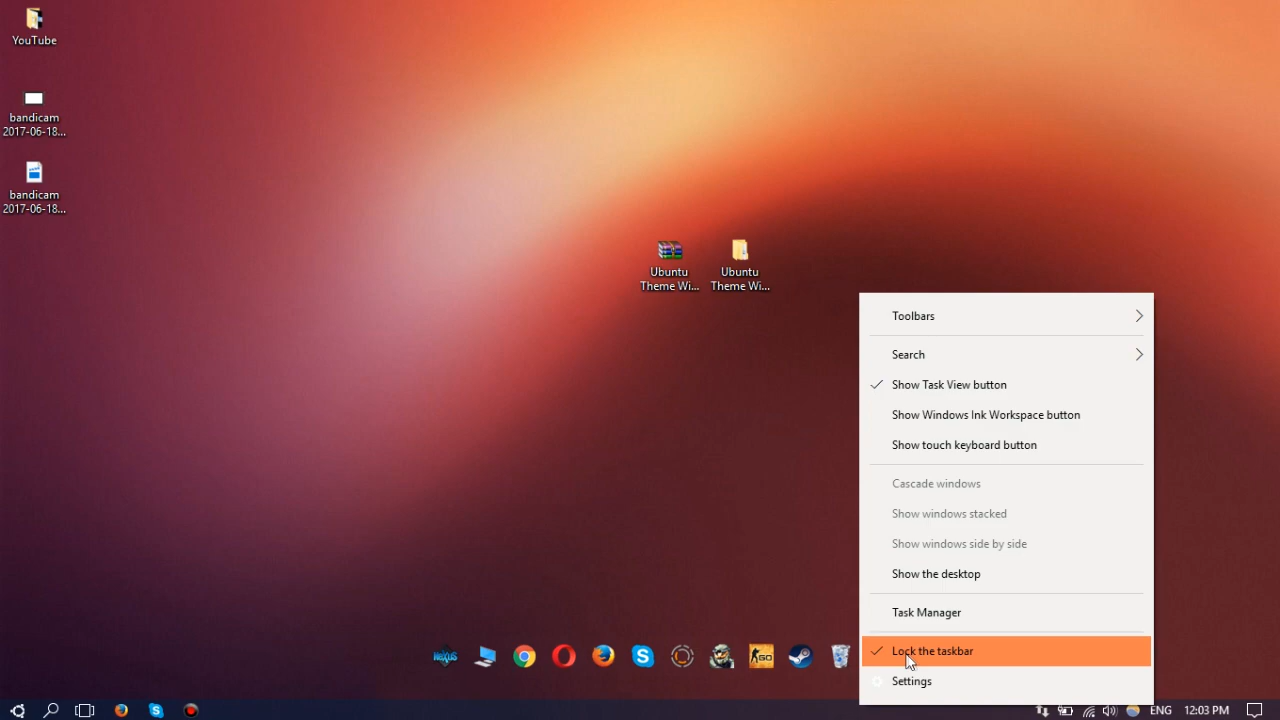 YouTube
bandicam
2017-06-18...
bandicam
2017-06-18...
Ubuntu
Theme Wi...
Ubuntu
Theme Wi...
Toolbars
Search
Show Task View button
Show Windows Ink Workspace button
Show touch keyboard button
Cascade windows
Show windows stacked
Show windows side by side
Show the desktop
Task Manager
Lock the taskbar
Settings
NEXUS
GO
ENG
12:03 PM